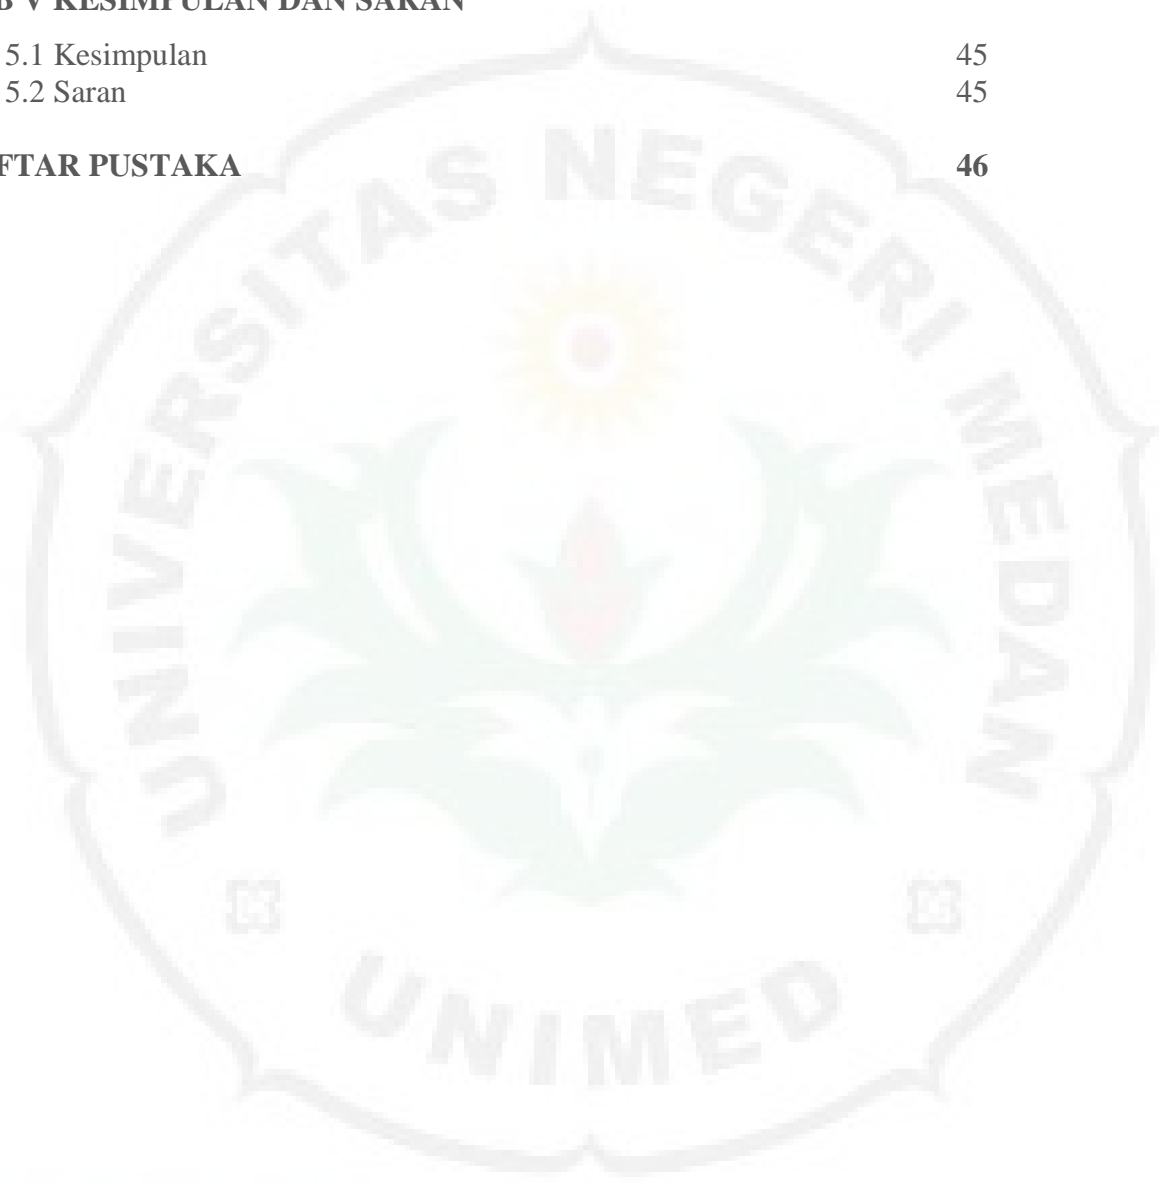 B V KESIMPULAN DAN SARAN
5.1 Kesimpulan 45
5.2 Saran 45
FTAR PUSTAKA 46
UNIVERSITAS NEGERI MEDAN
UNIMED